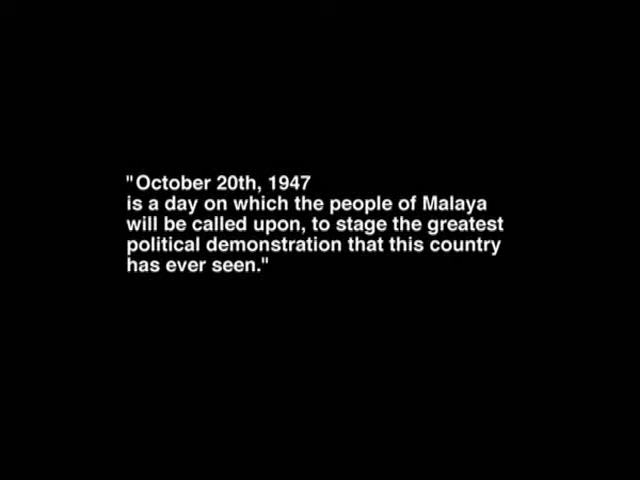 "October 20th, 1947
is a day on which the people of Malaya
will be called upon, to stage the greatest
political demonstration that this country
has ever seen."